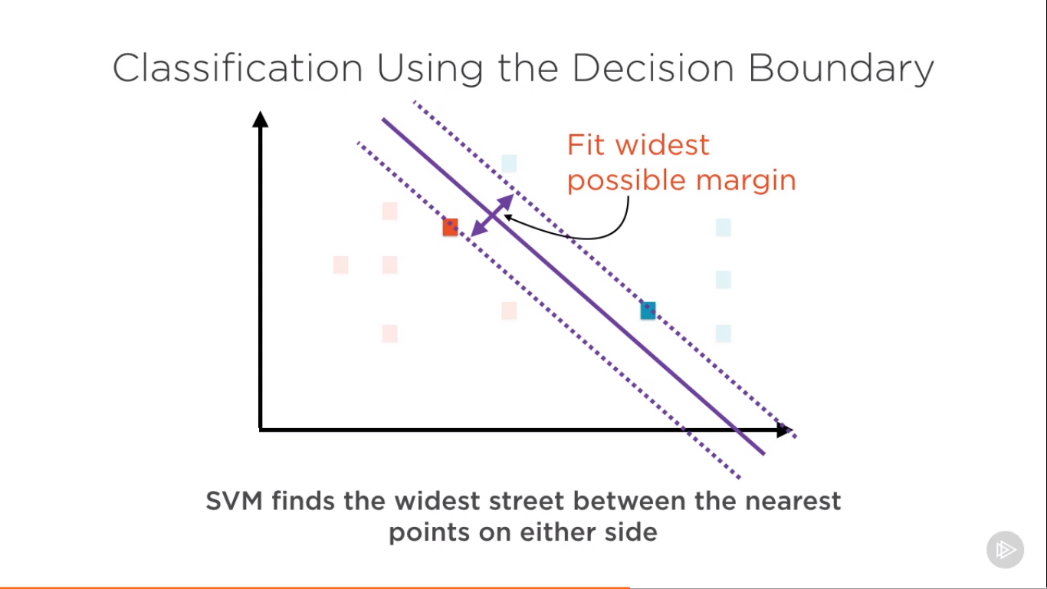 Classification Using the Decision Boundary
Fit widest
possible margin
SVM finds the widest street between the nearest
points on either side